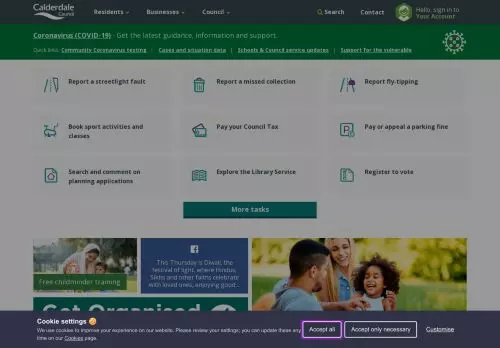 Calderdale
Council
Residents
Businesses
Council
Search
Contact
Hello, sign in to
Your Account
Coronavirus (COVID-19) - Get the latest guidance, information and support.
Quick links: Community Coronavirus testing | Cases and situation data | Schools & Council service updates | Support for the vulnerable
Report a streetlight fault
Report a missed collection
Report fly-tipping
Book sport activities and
classes
Pay your Council Tax
Pay or appeal a parking fine
Search and comment on
planning applications
Explore the Library Service
Register to vote
More tasks
Free childminder training
This Thursday is Diwali, the
festival of light, where Hindus,
Sikhs and other faiths celebrate
with loved ones, enjoying good...
Get Organised
Cookie settings 🍪
We use cookies to improve your experience on our website. Please review your settings; you can update these any
time on our Cookies page.
Accept all
Accept only necessary
Customise